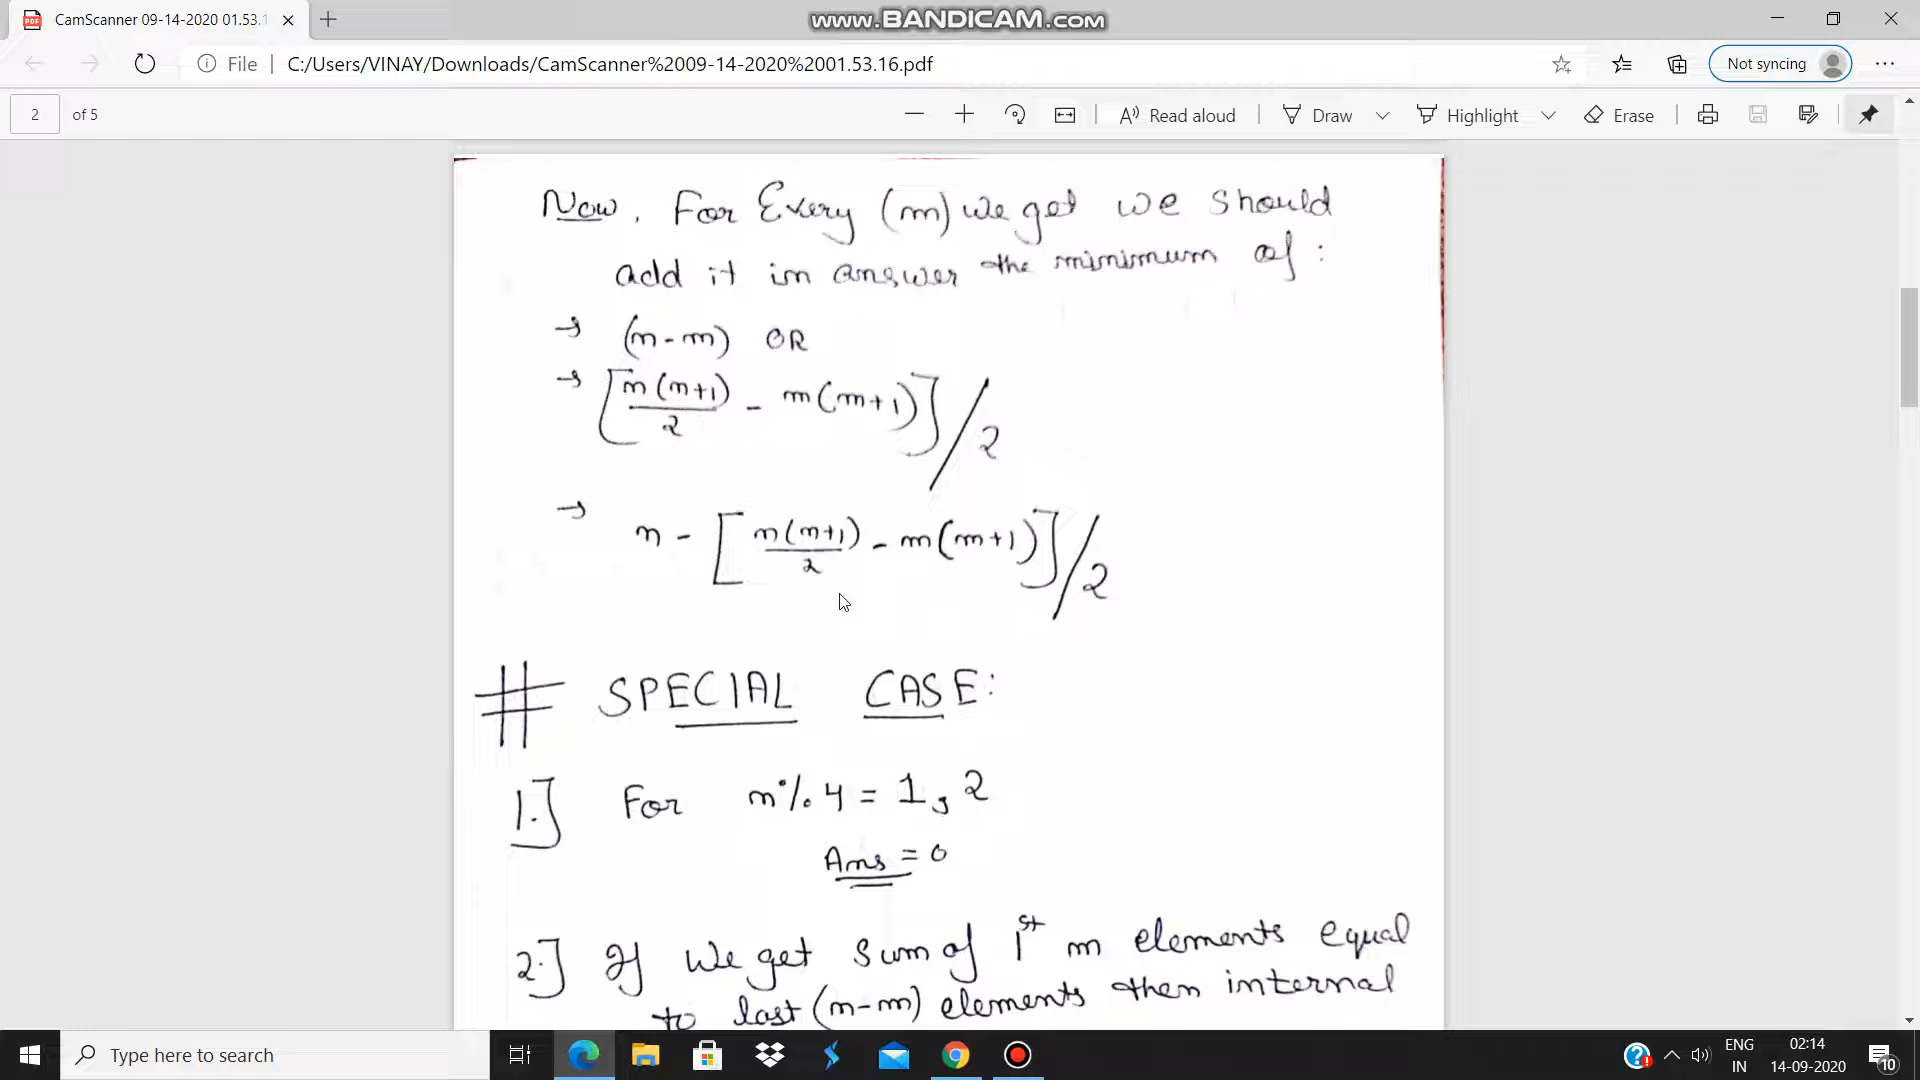 CamScanner 09-14-2020 01.53.1
www.BANDICAM.com
File
C:/Users/VINAY/Downloads/CamScanner%2009-14-2020%2001.53.16.pdf
Not syncing
2 of 5
Read aloud
Draw
Highlight
Erase
Now, For Every (m) we get we should
add it in answer the minimum of :
→ (n-m) OR
→ [n(n+1)/2 - m(m+1)]/2
→ n - [n(n+1)/2 - m(m+1)]/2
# SPECIAL CASE:
1.] For n%4 = 1, 2
Ans = 0
2.] If We get Sum of 1st m elements equal
to last (n-m) elements then internal
Type here to search
ENG
IN
02:14
14-09-2020
10